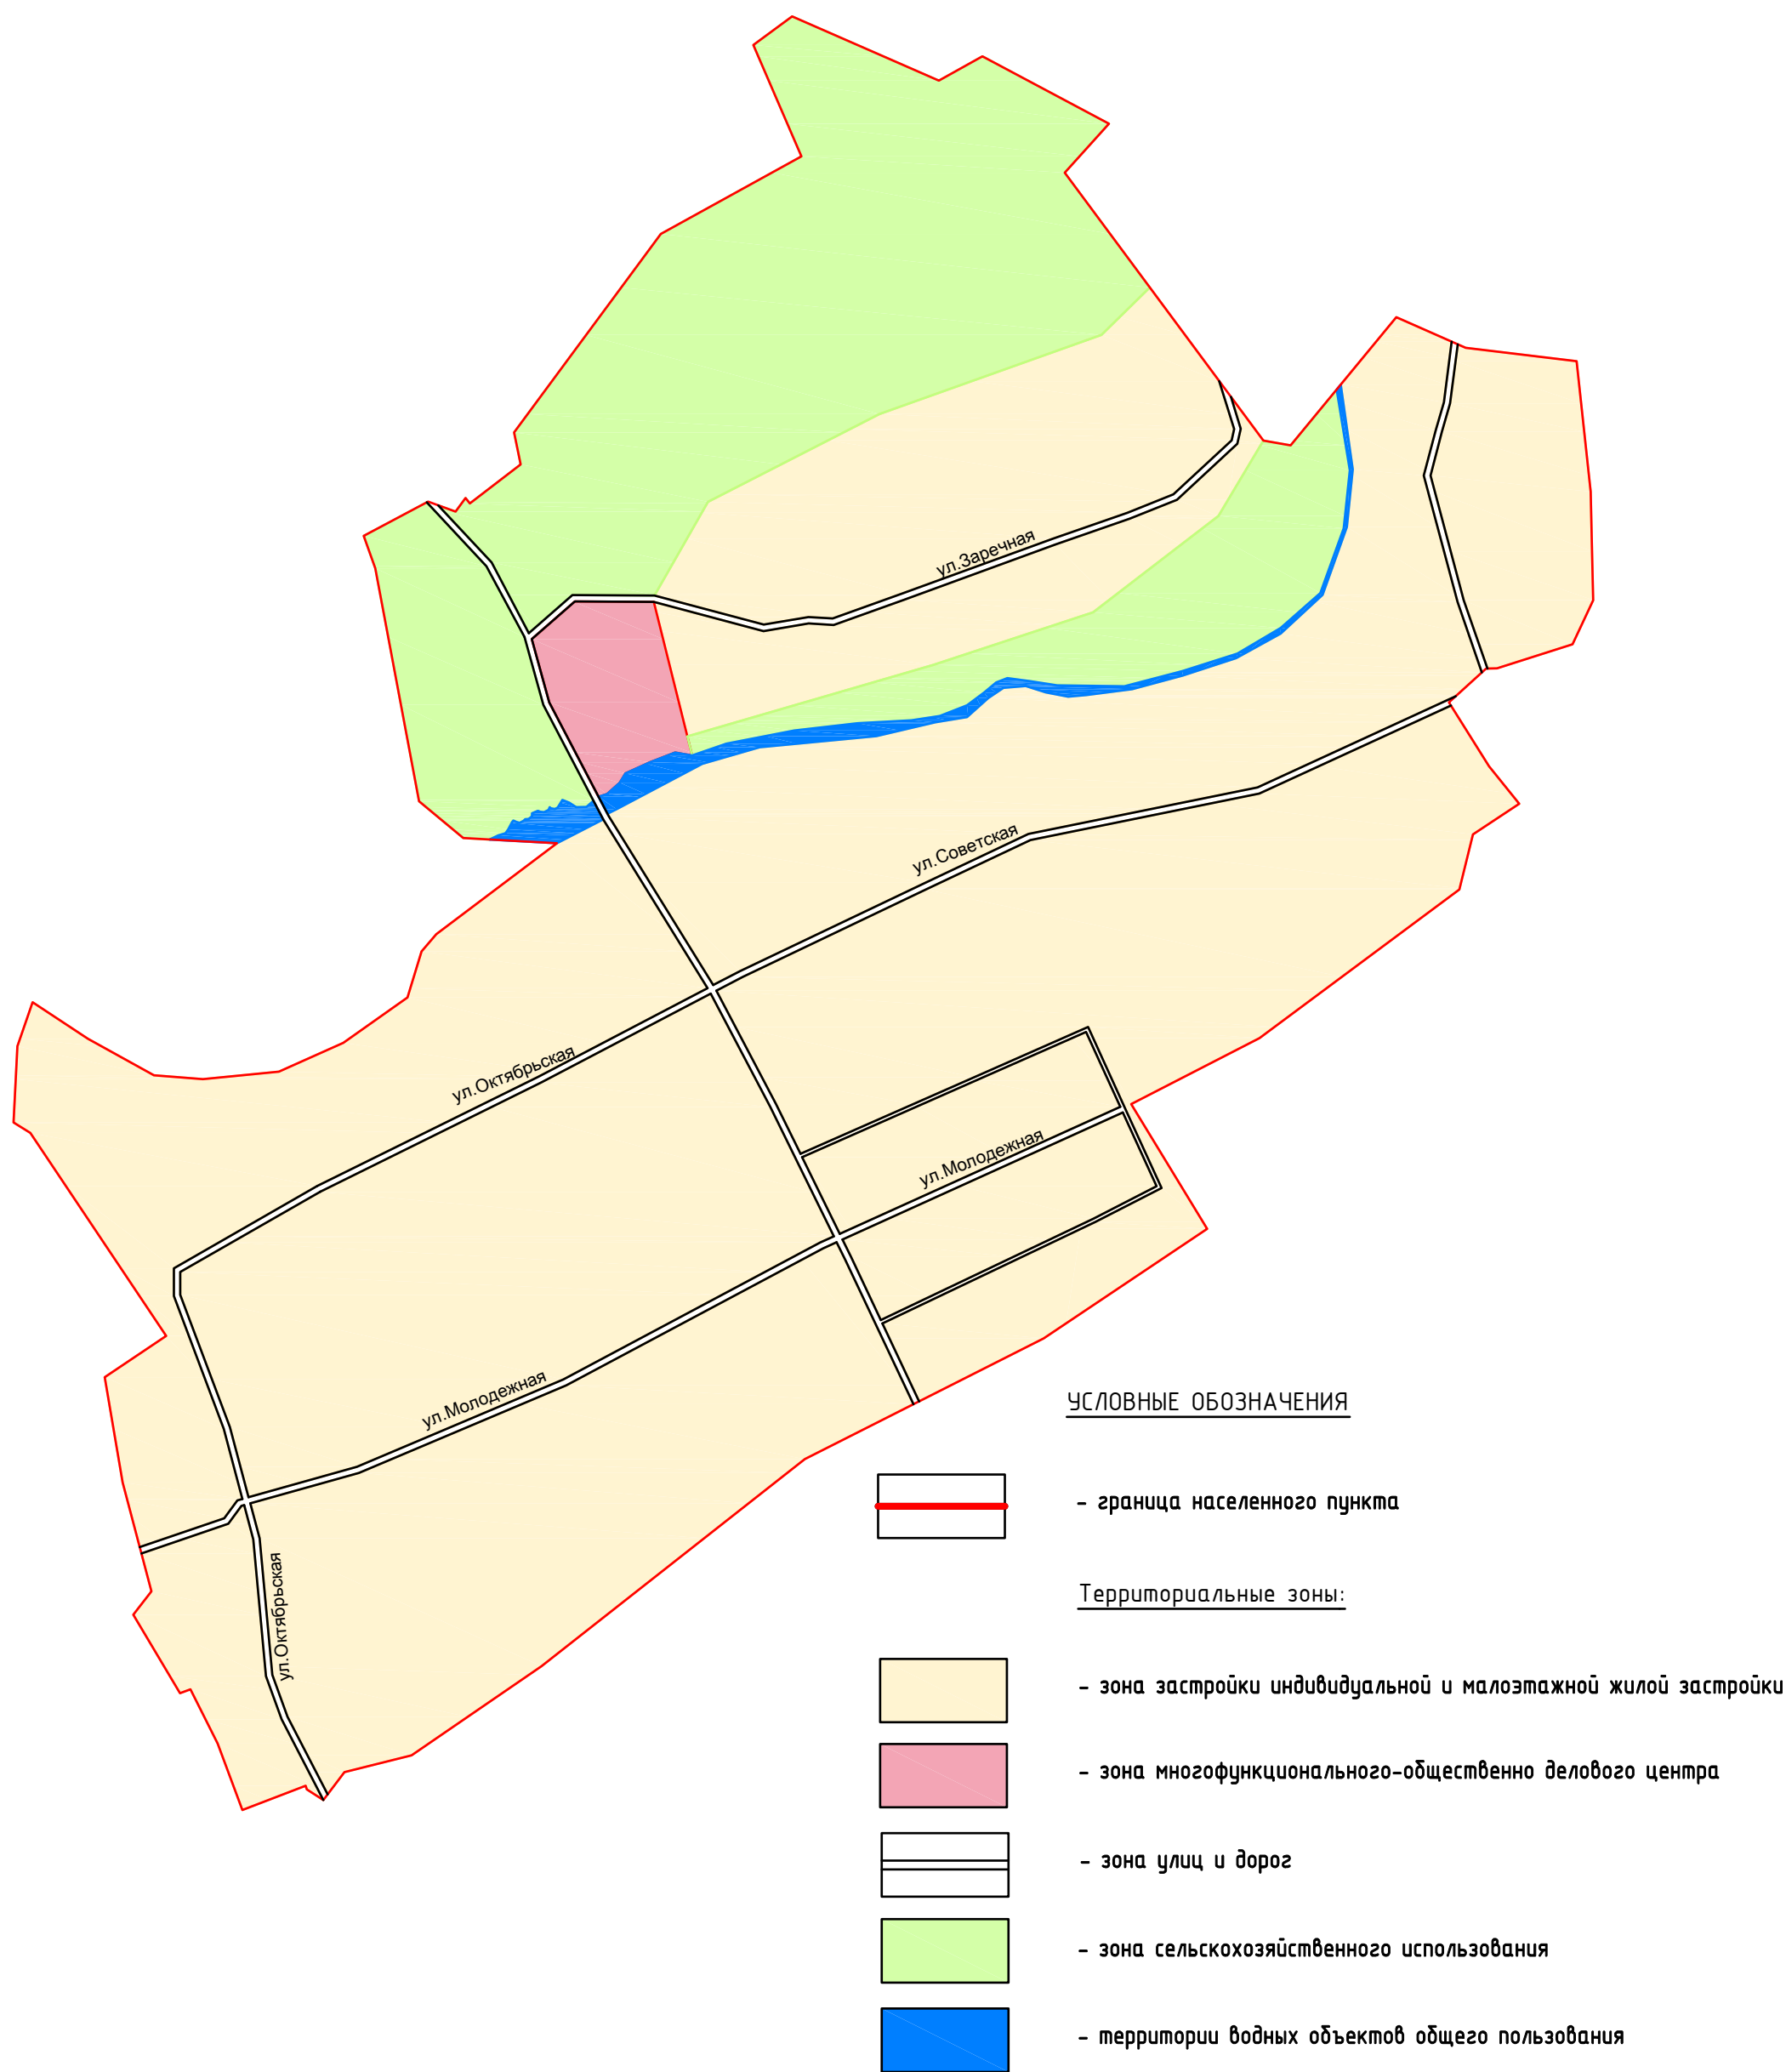 ул.Заречная
ул.Советская
ул.Октябрьская
ул.Молодежная
ул.Молодежная
ул.Октябрьская
УСЛОВНЫЕ ОБОЗНАЧЕНИЯ
- граница населенного пункта
Территориальные зоны:
- зона застройки индивидуальной и малоэтажной жилой застройки
- зона многофункционального-общественно делового центра
- зона улиц и дорог
- зона сельскохозяйственного использования
- территории водных объектов общего пользования